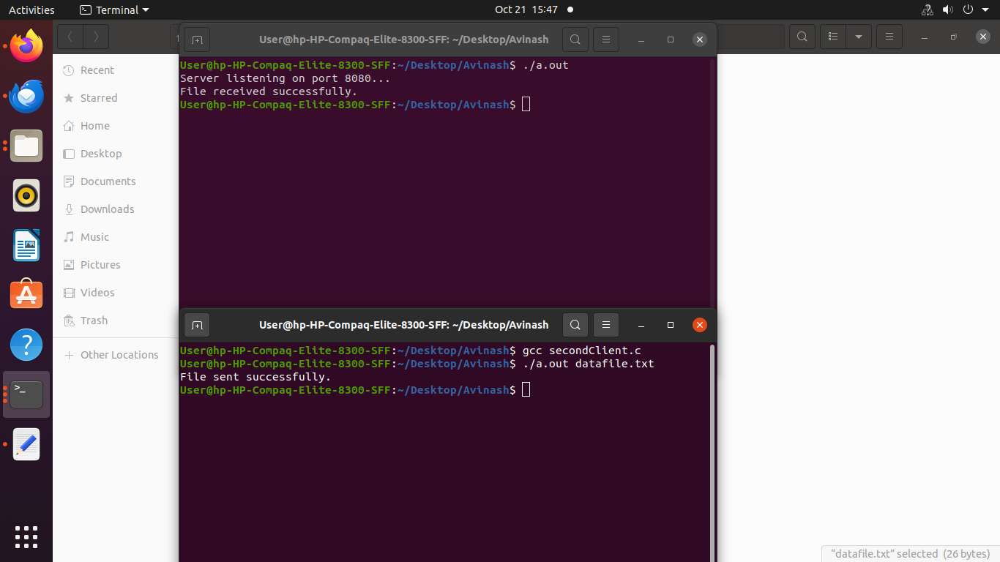 Activities
Terminal
Oct 21 15:47
User@hp-HP-Compaq-Elite-8300-SFF: ~/Desktop/Avinash
Recent
Starred
Home
Desktop
Documents
Downloads
Music
Pictures
Videos
Trash
Other Locations
User@hp-HP-Compaq-Elite-8300-SFF:~/Desktop/Avinash$ ./a.out
Server listening on port 8080...
File received successfully.
User@hp-HP-Compaq-Elite-8300-SFF:~/Desktop/Avinash$
User@hp-HP-Compaq-Elite-8300-SFF: ~/Desktop/Avinash
User@hp-HP-Compaq-Elite-8300-SFF:~/Desktop/Avinash$ gcc secondClient.c
User@hp-HP-Compaq-Elite-8300-SFF:~/Desktop/Avinash$ ./a.out datafile.txt
File sent successfully.
User@hp-HP-Compaq-Elite-8300-SFF:~/Desktop/Avinash$
“datafile.txt” selected (26 bytes)